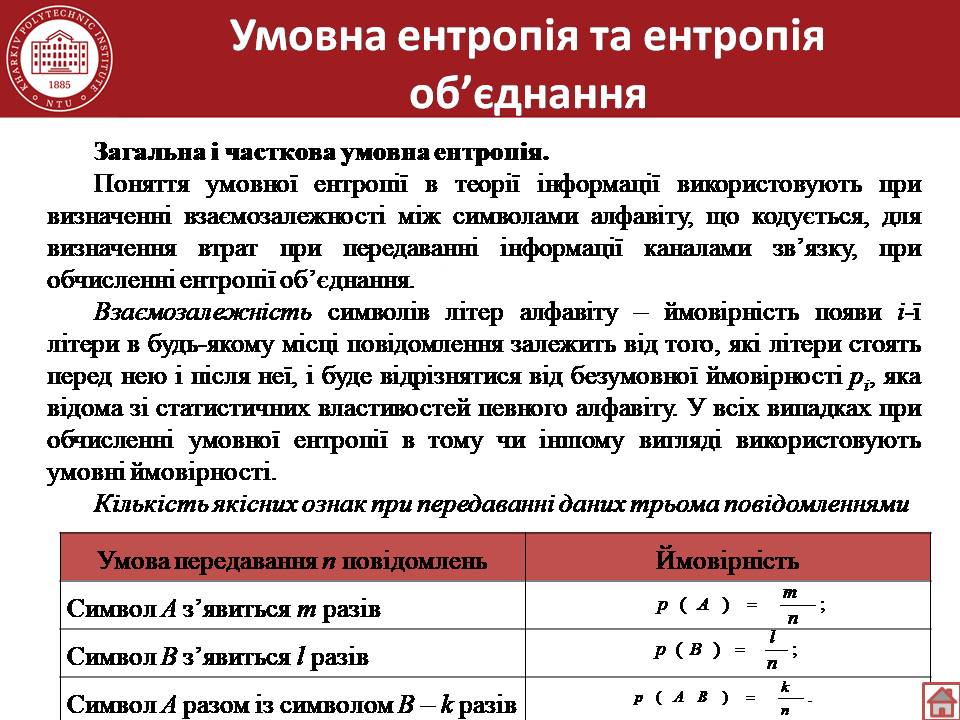 KHARKIV POLYTECHNIC INSTITUTE
1885
NTU
Умовна ентропія та ентропія
об’єднання
Загальна і часткова умовна ентропія.
Поняття умовної ентропії в теорії інформації використовують при
визначенні взаємозалежності між символами алфавіту, що кодується, для
визначення втрат при передаванні інформації каналами зв’язку, при
обчисленні ентропії об’єднання.
Взаємозалежність символів літер алфавіту – ймовірність появи i-ї
літери в будь-якому місці повідомлення залежить від того, які літери стоять
перед нею і після неї, і буде відрізнятися від безумовної ймовірності pi, яка
відома зі статистичних властивостей певного алфавіту. У всіх випадках при
обчисленні умовної ентропії в тому чи іншому вигляді використовують
умовні ймовірності.
Кількість якісних ознак при передаванні даних трьома повідомленнями
Умова передавання n повідомлень Ймовірність
Символ A з’явиться m разів p ( A ) = m/n ;
Символ B з’явиться l разів p ( B ) = l/n ;
Символ A разом із символом B – k разів p ( A B ) = k/n .